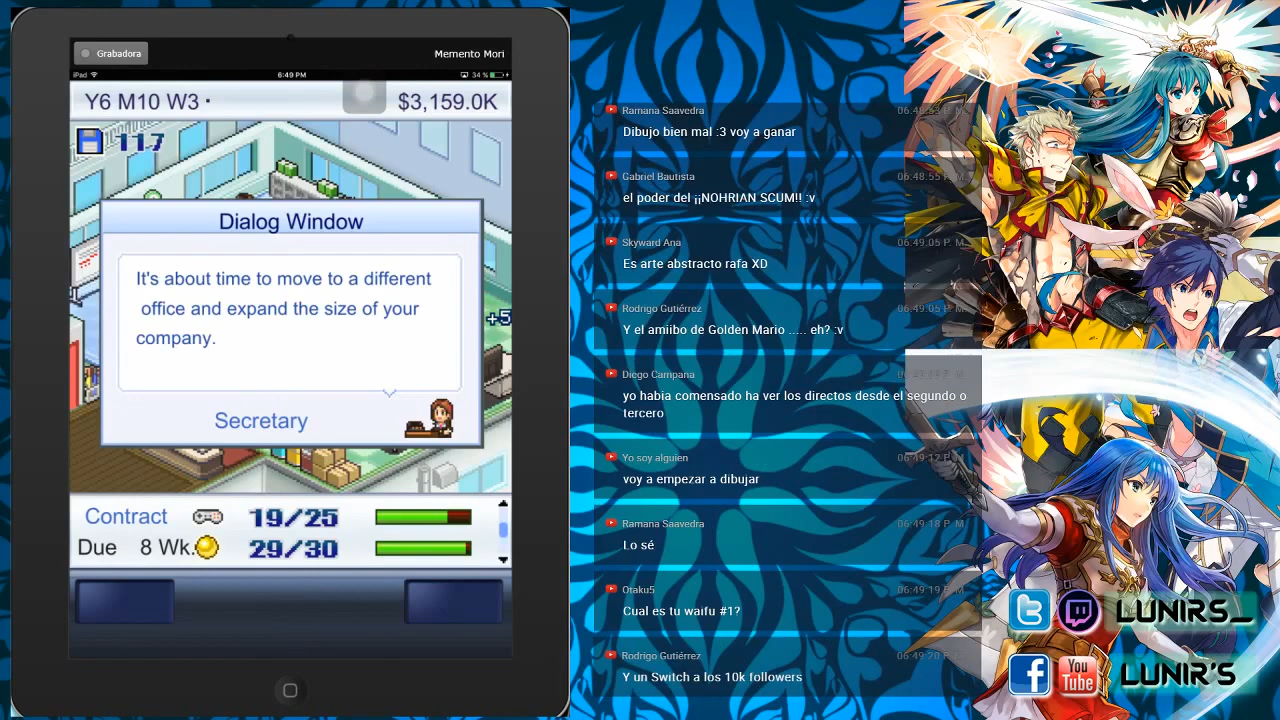 Grabadora
Memento Mori
iPad
6:49 PM
34 %
Y6 M10 W3
$3,159.0K
117
Dialog Window
It's about time to move to a different
office and expand the size of your
company.
Secretary
+5
Contract
19/25
Due 8 Wk.
29/30
Ramana Saavedra
06:48:53 P. M.
Dibujo bien mal :3 voy a ganar
Gabriel Bautista
06:48:55 P. M.
el poder del ¡¡NOHRIAN SCUM!! :v
Skyward Ana
06:49:05 P. M.
Es arte abstracto rafa XD
Rodrigo Gutiérrez
06:49:05 P. M.
Y el amiibo de Golden Mario ..... eh? :v
Diego Campana
yo habia comensado ha ver los directos desde el segundo o
tercero
Yo soy alguien
06:49:12 P. M.
voy a empezar a dibujar
Ramana Saavedra
06:49:18 P. M.
Lo sé
Otaku5
06:49:19 P. M.
Cual es tu waifu #1?
Rodrigo Gutiérrez
06:49:20 P. M.
Y un Switch a los 10k followers
LUNIRS_
You
Tube
LUNIR'S